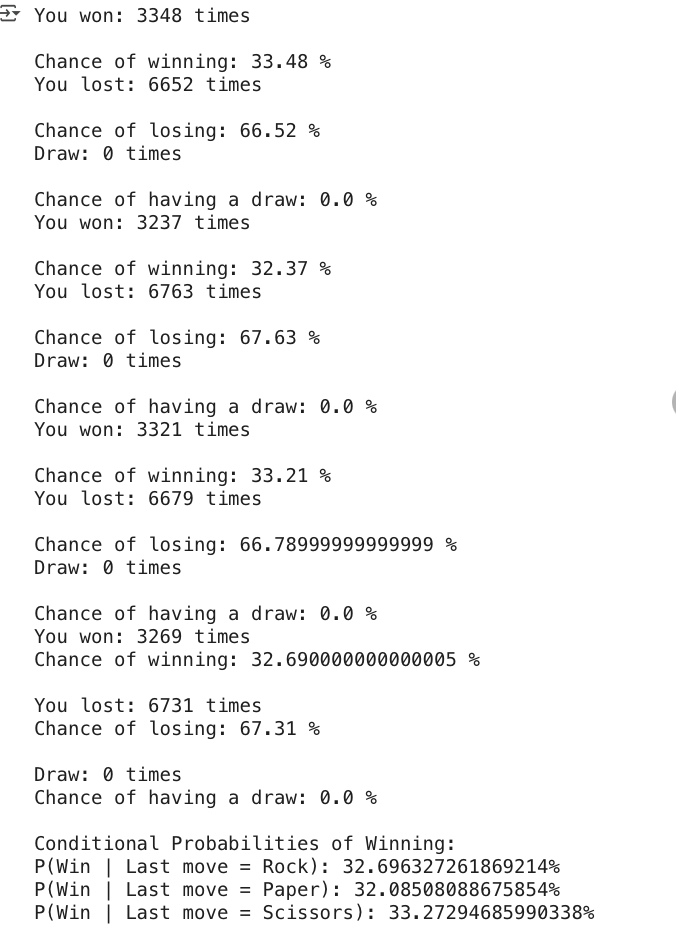 You won: 3348 times
Chance of winning: 33.48 %
You lost: 6652 times
Chance of losing: 66.52 %
Draw: 0 times
Chance of having a draw: 0.0 %
You won: 3237 times
Chance of winning: 32.37 %
You lost: 6763 times
Chance of losing: 67.63 %
Draw: 0 times
Chance of having a draw: 0.0 %
You won: 3321 times
Chance of winning: 33.21 %
You lost: 6679 times
Chance of losing: 66.78999999999999 %
Draw: 0 times
Chance of having a draw: 0.0 %
You won: 3269 times
Chance of winning: 32.690000000000005 %
You lost: 6731 times
Chance of losing: 67.31 %
Draw: 0 times
Chance of having a draw: 0.0 %
Conditional Probabilities of Winning:
P(Win | Last move = Rock): 32.696327261869214%
P(Win | Last move = Paper): 32.08508088675854%
P(Win | Last move = Scissors): 33.27294685990338%